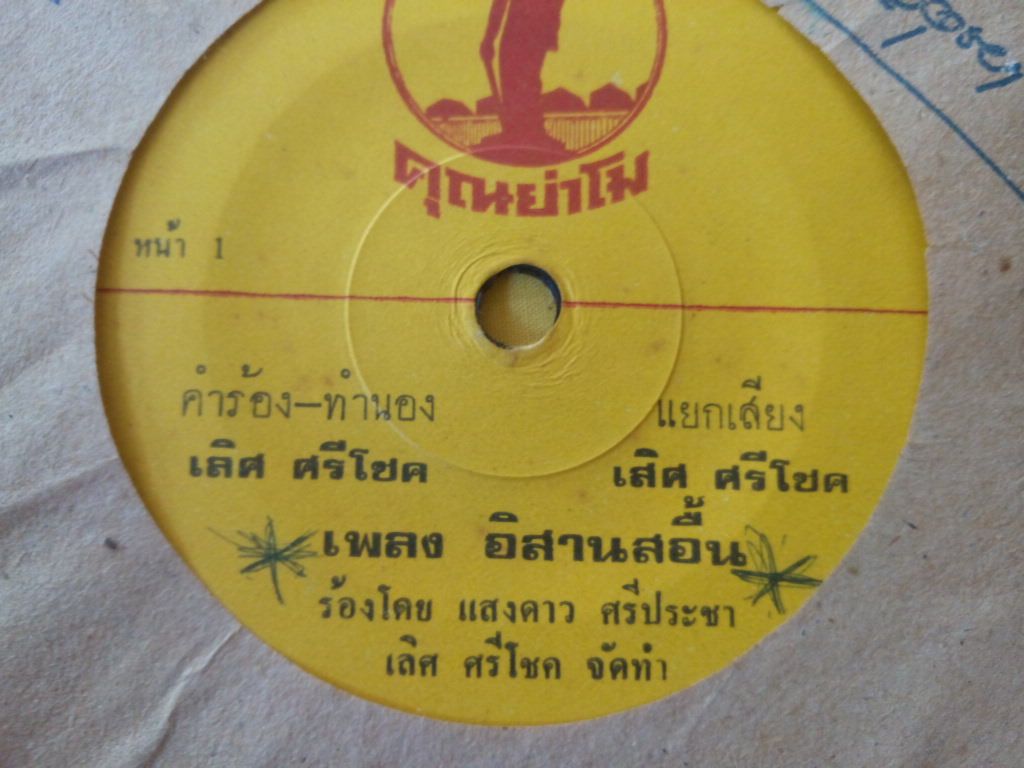 คุณย่าโม
หน้า 1
คำร้อง-ทำนอง แยกเสียง
เลิศ ศรีโชค เสิศ ศรีโชค
เพลง อิสานสอื้น
ร้องโดย แสงดาว ศรีประชา
เลิศ ศรีโชค จัดทำ